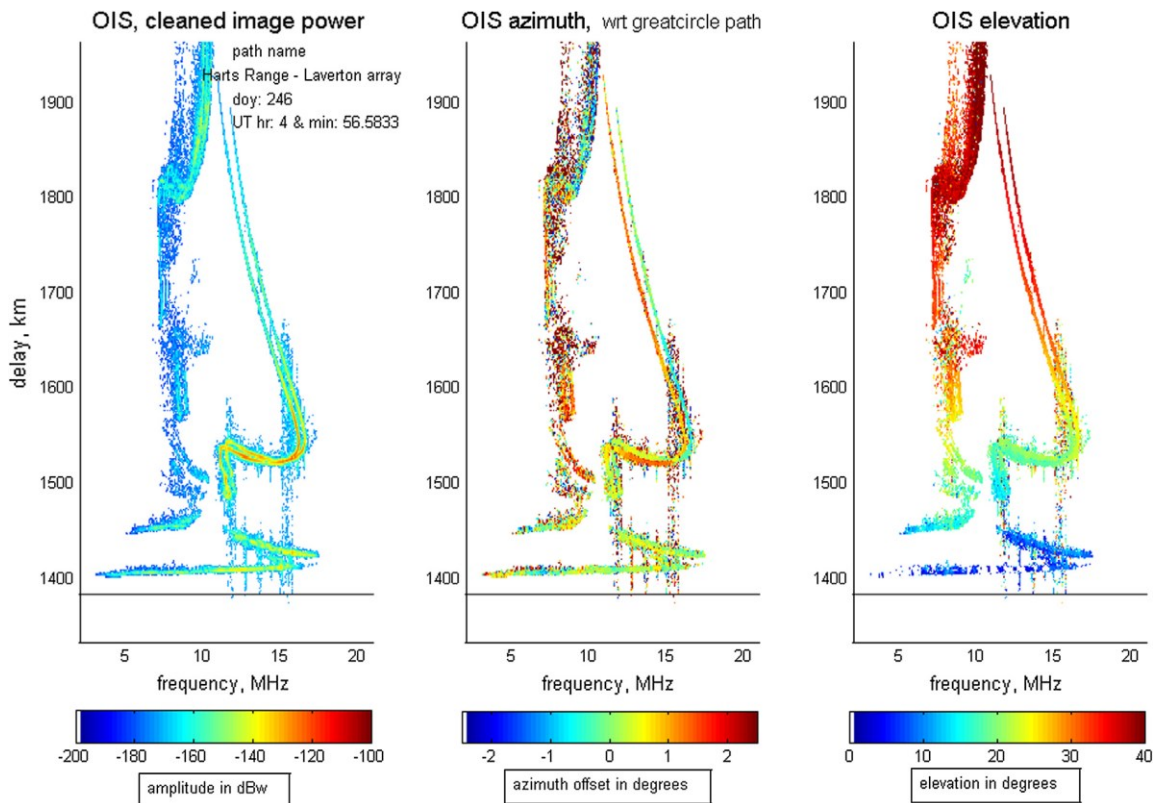 OIS, cleaned image power
path name
Harts Range - Laverton array
doy: 246
UT hr: 4 & min: 56.5833
1900
1800
1700
1600
1500
1400
delay, km
5 10 15 20
frequency, MHz
-200 -180 -160 -140 -120 -100
amplitude in dBw
OIS azimuth, wrt greatcircle path
1900
1800
1700
1600
1500
1400
5 10 15 20
frequency, MHz
-2 -1 0 1 2
azimuth offset in degrees
OIS elevation
1900
1800
1700
1600
1500
1400
5 10 15 20
frequency, MHz
0 10 20 30 40
elevation in degrees